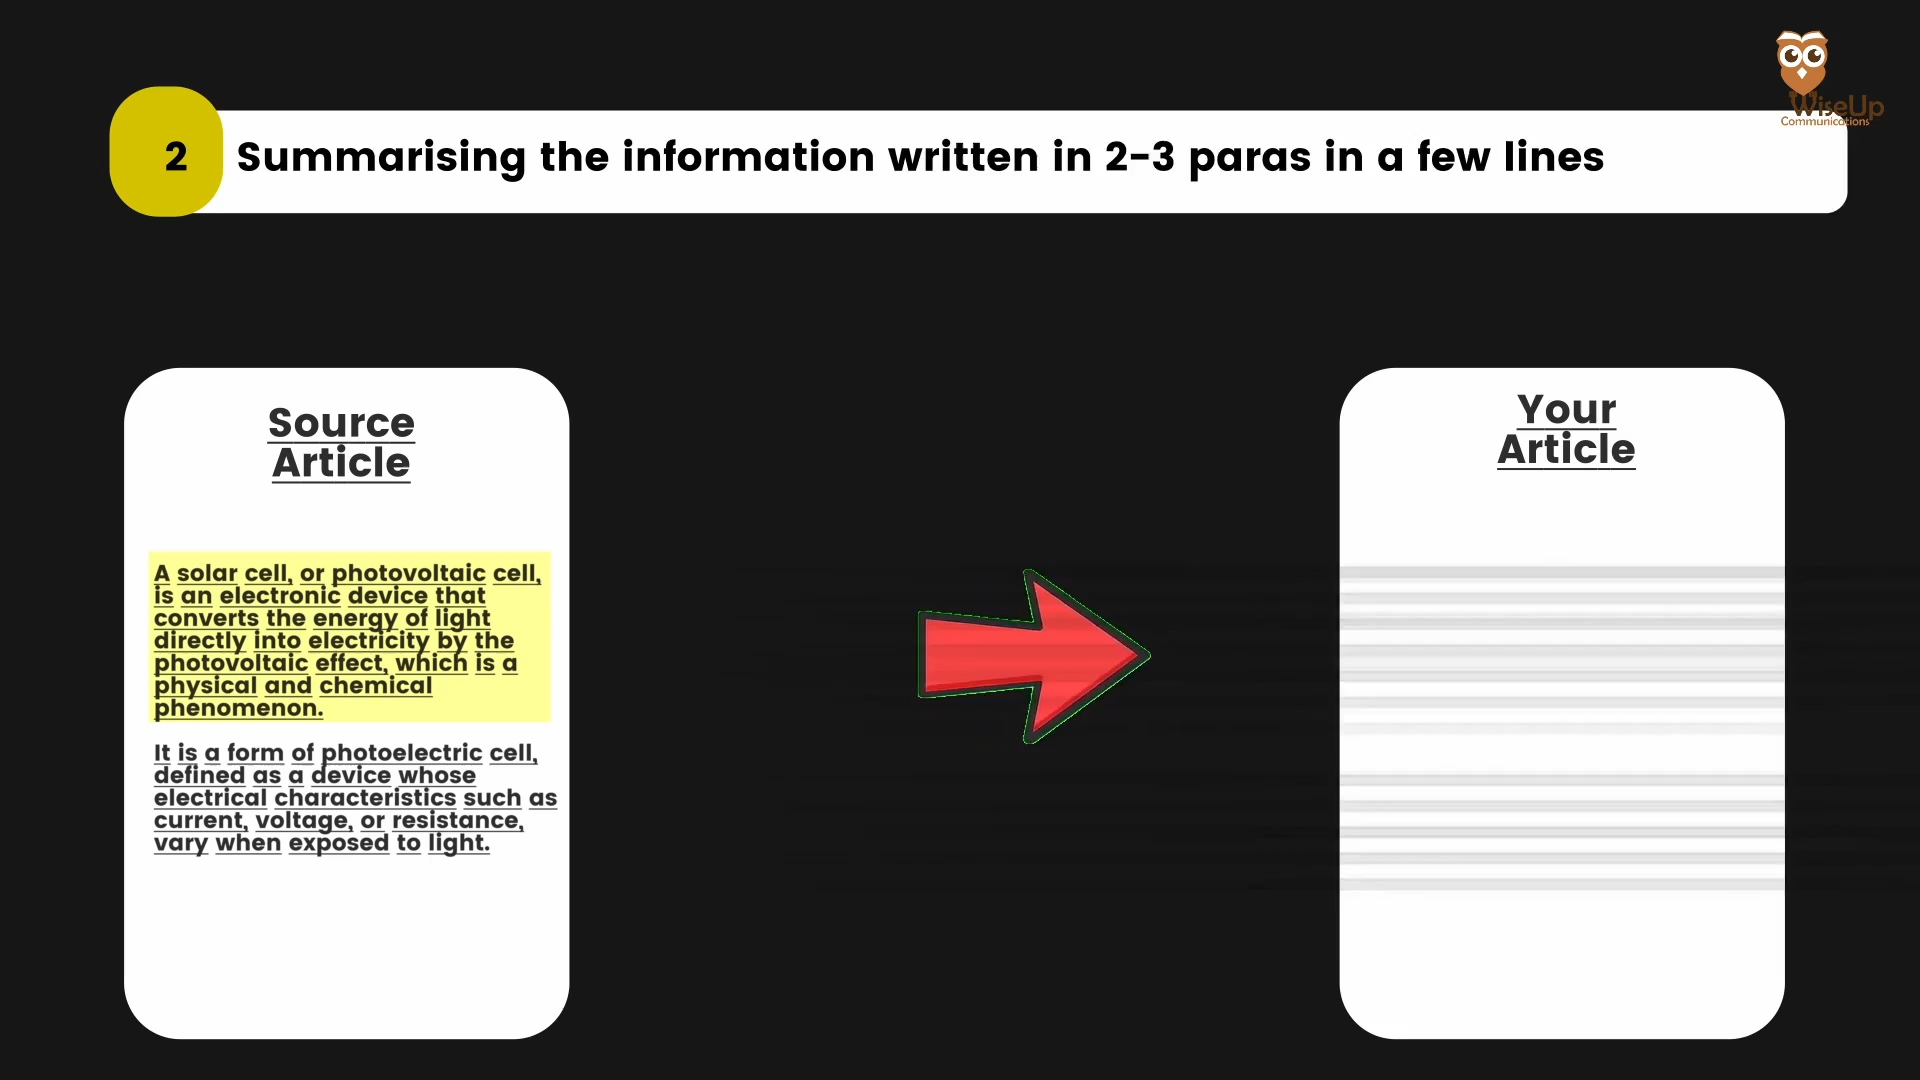 WiseUp
Communications
2
Summarising the information written in 2-3 paras in a few lines
Source
Article
A solar cell, or photovoltaic cell,
is an electronic device that
converts the energy of light
directly into electricity by the
photovoltaic effect, which is a
physical and chemical
phenomenon.
It is a form of photoelectric cell,
defined as a device whose
electrical characteristics such as
current, voltage, or resistance,
vary when exposed to light.
Your
Article